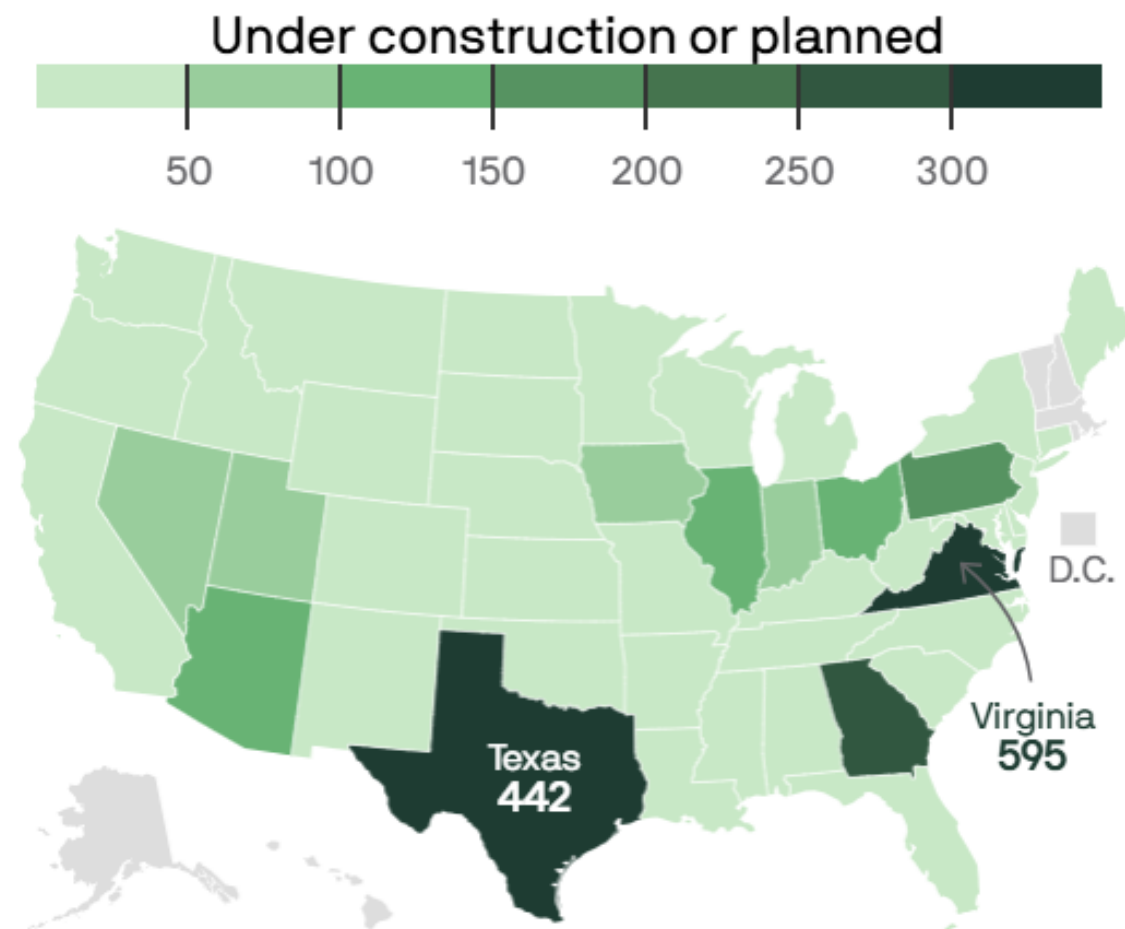 Under construction or planned
50 100 150 200 250 300
D.C.
Virginia
595
Texas
442